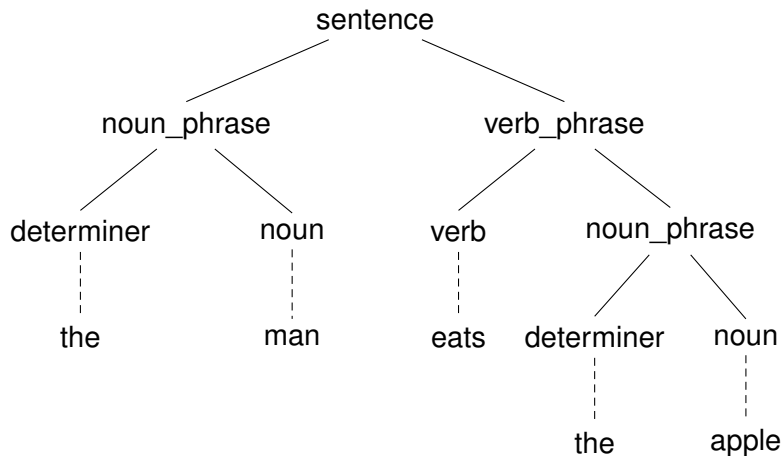 sentence
noun_phrase verb_phrase
determiner noun verb noun_phrase
the man eats determiner noun
the apple